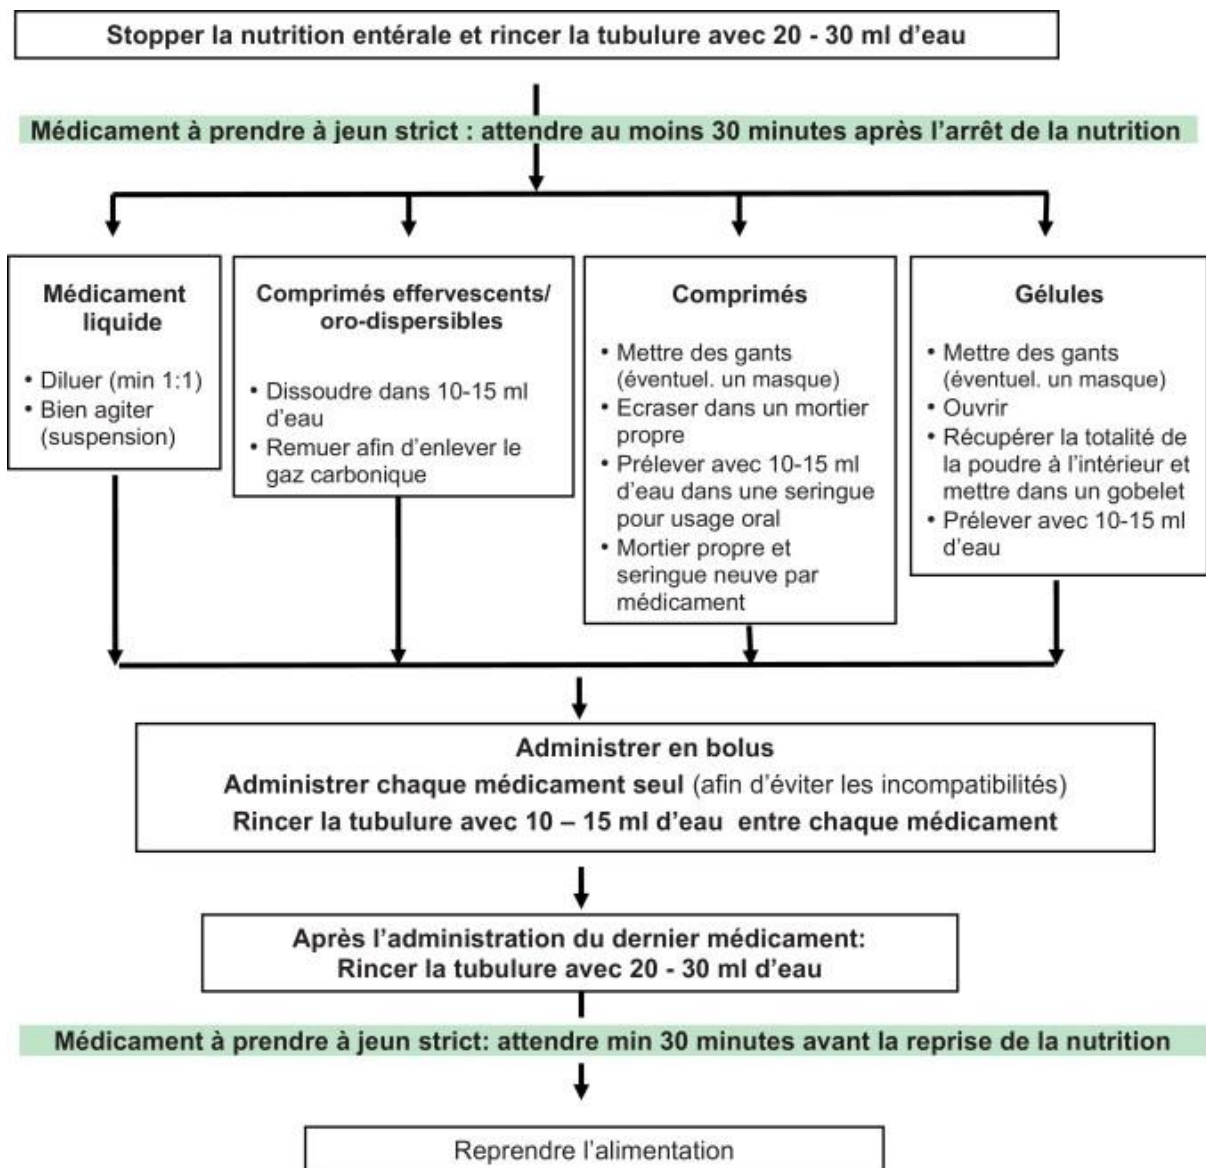 Stopper la nutrition entérale et rincer la tubulure avec 20 - 30 ml d'eau
Médicament à prendre à jeun strict : attendre au moins 30 minutes après l'arrêt de la nutrition
Médicament
liquide
• Diluer (min 1:1)
• Bien agiter
(suspension)
Comprimés effervescents/
oro-dispersibles
• Dissoudre dans 10-15 ml
d'eau
• Remuer afin d'enlever le
gaz carbonique
Comprimés
• Mettre des gants
(éventuel. un masque)
• Ecraser dans un mortier
propre
• Prélever avec 10-15 ml
d'eau dans une seringue
pour usage oral
• Mortier propre et
seringue neuve par
médicament
Gélules
• Mettre des gants
(éventuel. un masque)
• Ouvrir
• Récupérer la totalité de
la poudre à l'intérieur et
mettre dans un gobelet
• Prélever avec 10-15 ml
d'eau
Administrer en bolus
Administrer chaque médicament seul (afin d'éviter les incompatibilités)
Rincer la tubulure avec 10 – 15 ml d'eau entre chaque médicament
Après l'administration du dernier médicament:
Rincer la tubulure avec 20 - 30 ml d'eau
Médicament à prendre à jeun strict: attendre min 30 minutes avant la reprise de la nutrition
Reprendre l'alimentation